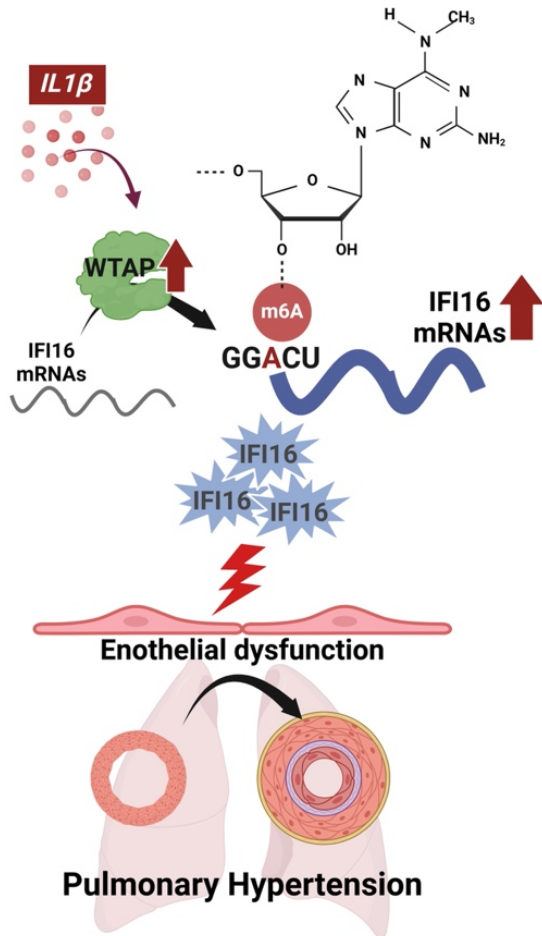 H
CH3
N
IL1β
N
N
N
N
NH2
O
O
O
OH
WTAP
m6A
IFI16
mRNAs
GGACU
IFI16
mRNAs
IFI16
IFI16
IFI16
Enothelial dysfunction
Pulmonary Hypertension